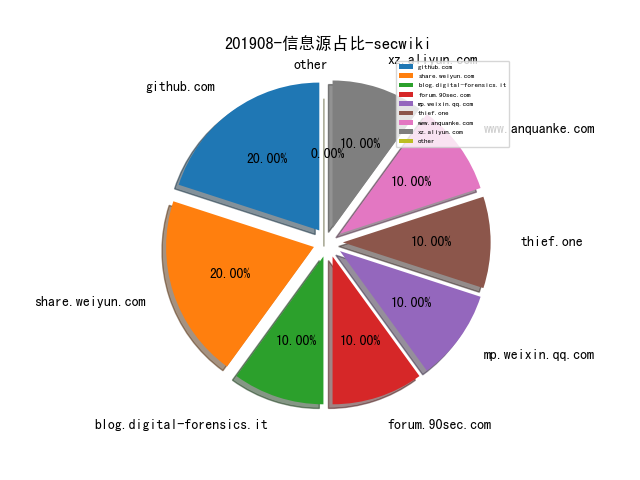 201908-信息源占比-secwiki
other
xz.aliyun.com
github.com
www.anquanke.com
thief.one
share.weiyun.com
mp.weixin.qq.com
blog.digital-forensics.it
forum.90sec.com
20.00%
0.00%
10.00%
10.00%
10.00%
20.00%
10.00%
10.00%
10.00%
github.com
share.weiyun.com
blog.digital-forensics.it
forum.90sec.com
mp.weixin.qq.com
thief.one
www.anquanke.com
xz.aliyun.com
other